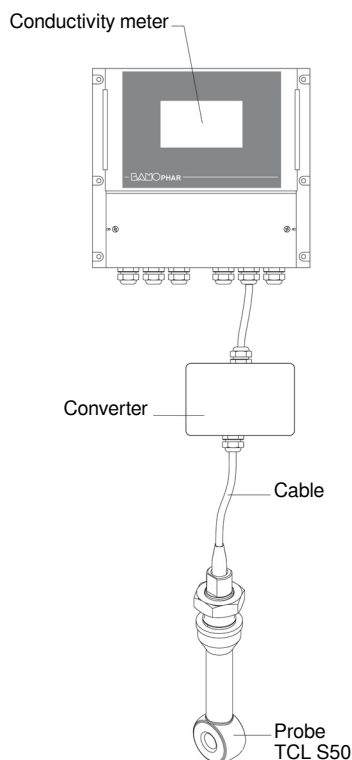 Conductivity meter
BAMOPHAR
Converter
Cable
Probe
TCL S50